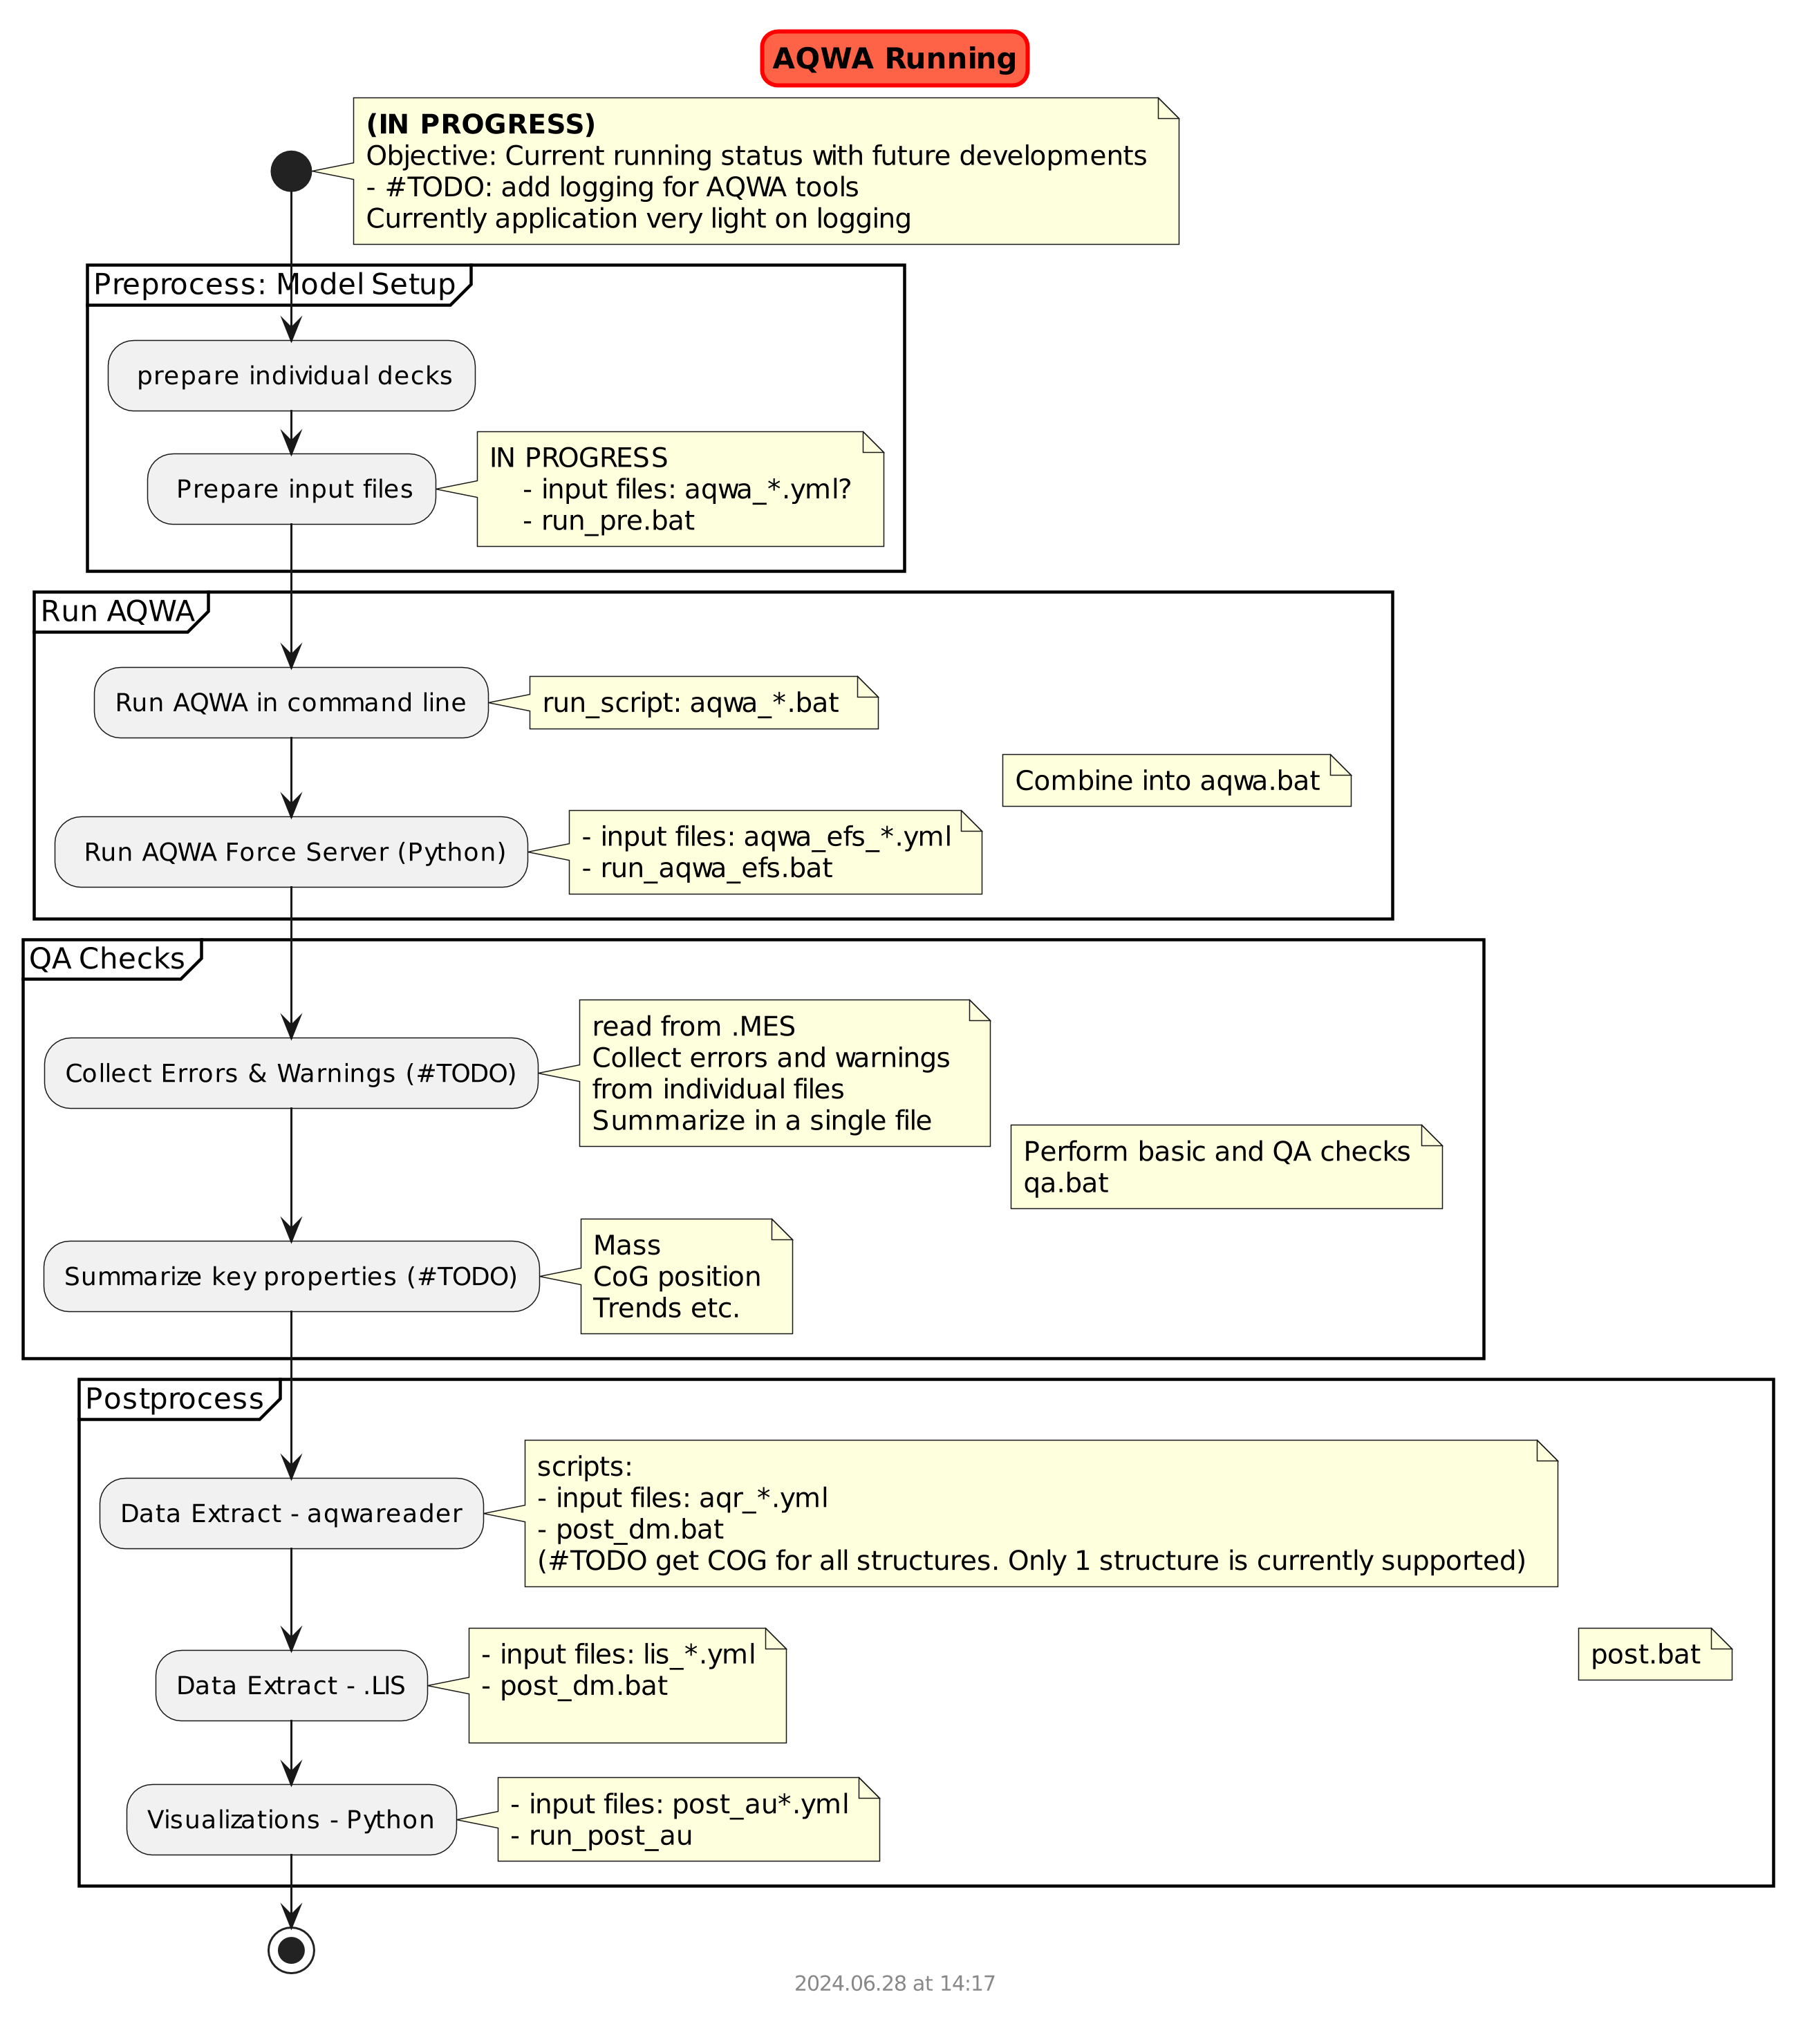 AQWA Running
(IN PROGRESS)
Objective: Current running status with future developments
- #TODO: add logging for AQWA tools
Currently application very light on logging
Preprocess: Model Setup
prepare individual decks
Prepare input files
IN PROGRESS
- input files: aqwa_*.yml?
- run_pre.bat
Run AQWA
Run AQWA in command line
run_script: aqwa_*.bat
Combine into aqwa.bat
Run AQWA Force Server (Python)
- input files: aqwa_efs_*.yml
- run_aqwa_efs.bat
QA Checks
Collect Errors & Warnings (#TODO)
read from .MES
Collect errors and warnings
from individual files
Summarize in a single file
Perform basic and QA checks
qa.bat
Summarize key properties (#TODO)
Mass
CoG position
Trends etc.
Postprocess
Data Extract - aqwareader
scripts:
- input files: aqr_*.yml
- post_dm.bat
(#TODO get COG for all structures. Only 1 structure is currently supported)
Data Extract - .LIS
- input files: lis_*.yml
- post_dm.bat
post.bat
Visualizations - Python
- input files: post_au*.yml
- run_post_au
2024.06.28 at 14:17